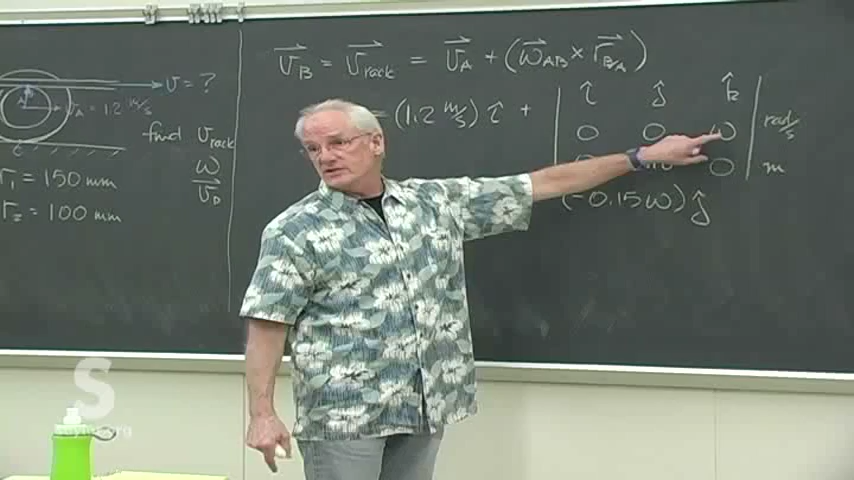 v = ?
A
v_A = 1.2 m/s
find v_rack
ω
v_D
r₁ = 150 mm
r₂ = 100 mm
v⃗_B = v⃗_rack = v⃗_A + (ω⃗_AB × r⃗_B/A)
= (1.2 m/s) î +
î ĵ k̂
0 0 ω rad/s
0 m
(-0.15ω) ĵ
S